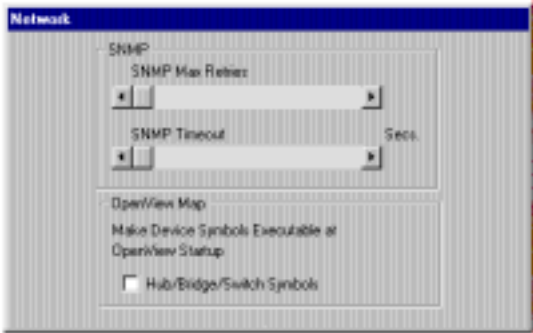 Network
SNMP
SNMP Max Retries
SNMP Timeout
Secs.
OpenView Map
Make Device Symbols Executable at
OpenView Startup
Hub/Bridge/Switch Symbols